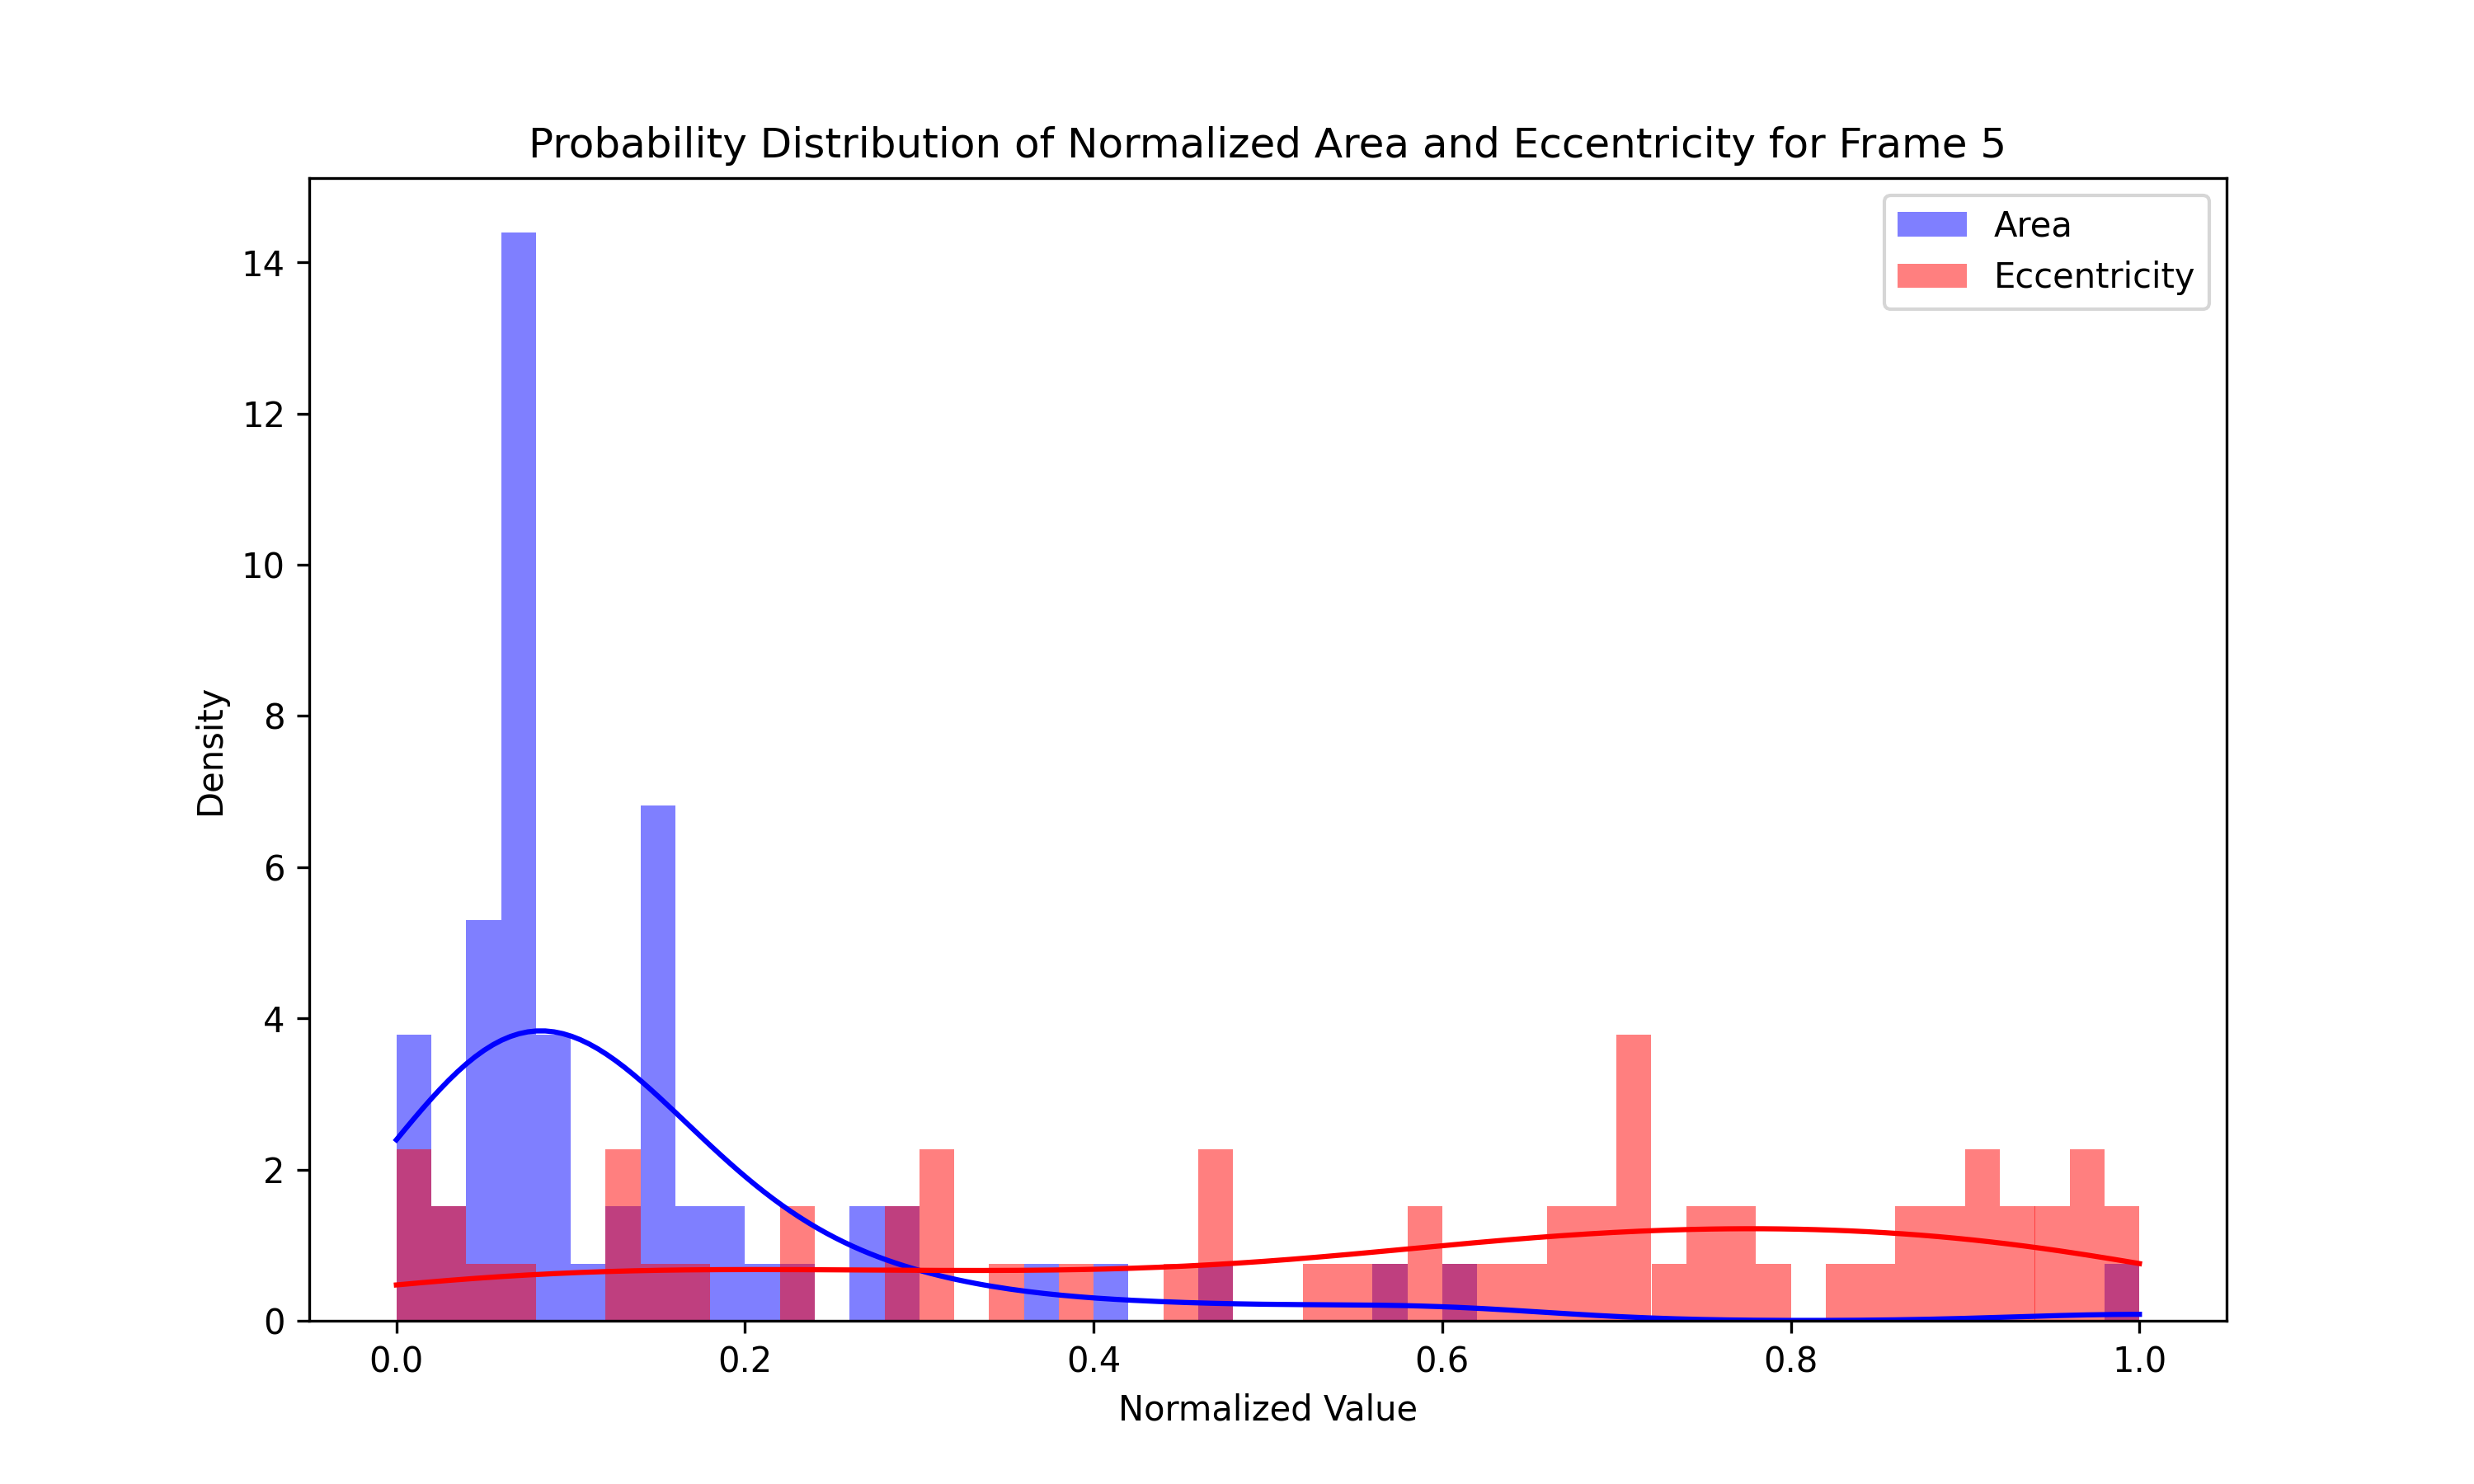 Probability Distribution of Normalized Area and Eccentricity for Frame 5
Area
Eccentricity
14
12
10
8
6
4
2
0
Density
0.0 0.2 0.4 0.6 0.8 1.0
Normalized Value